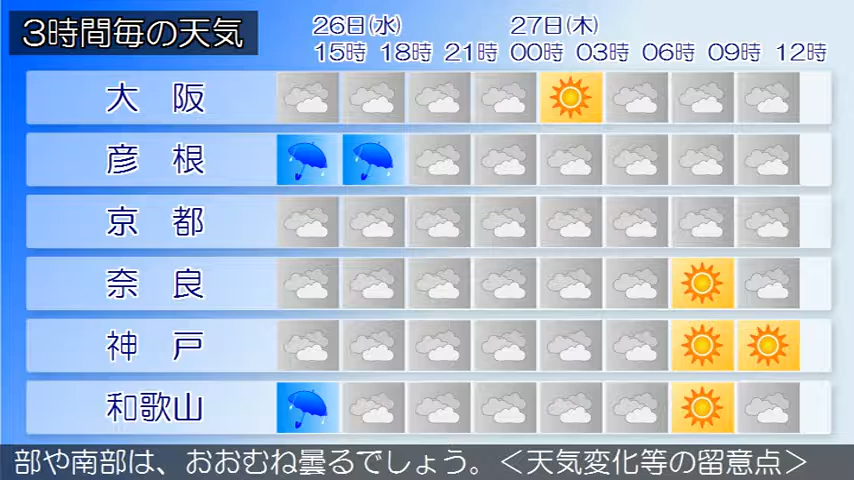 3時間毎の天気
26日(水) 27日(木)
15時 18時 21時 00時 03時 06時 09時 12時
大阪
彦根
京都
奈良
神戸
和歌山
部や南部は、おおむね曇るでしょう。＜天気変化等の留意点＞